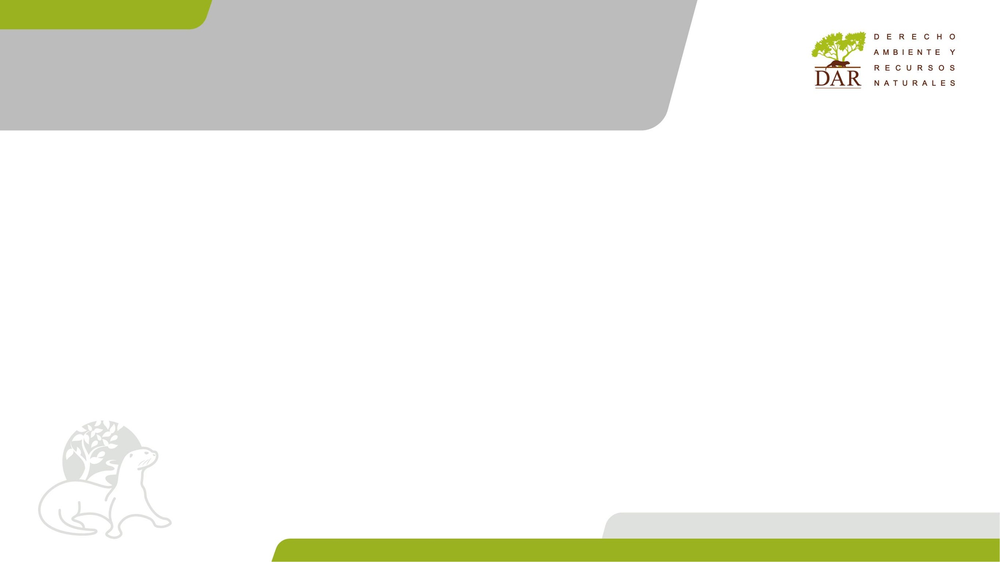 DERECHO
AMBIENTE Y
RECURSOS
NATURALES
DAR